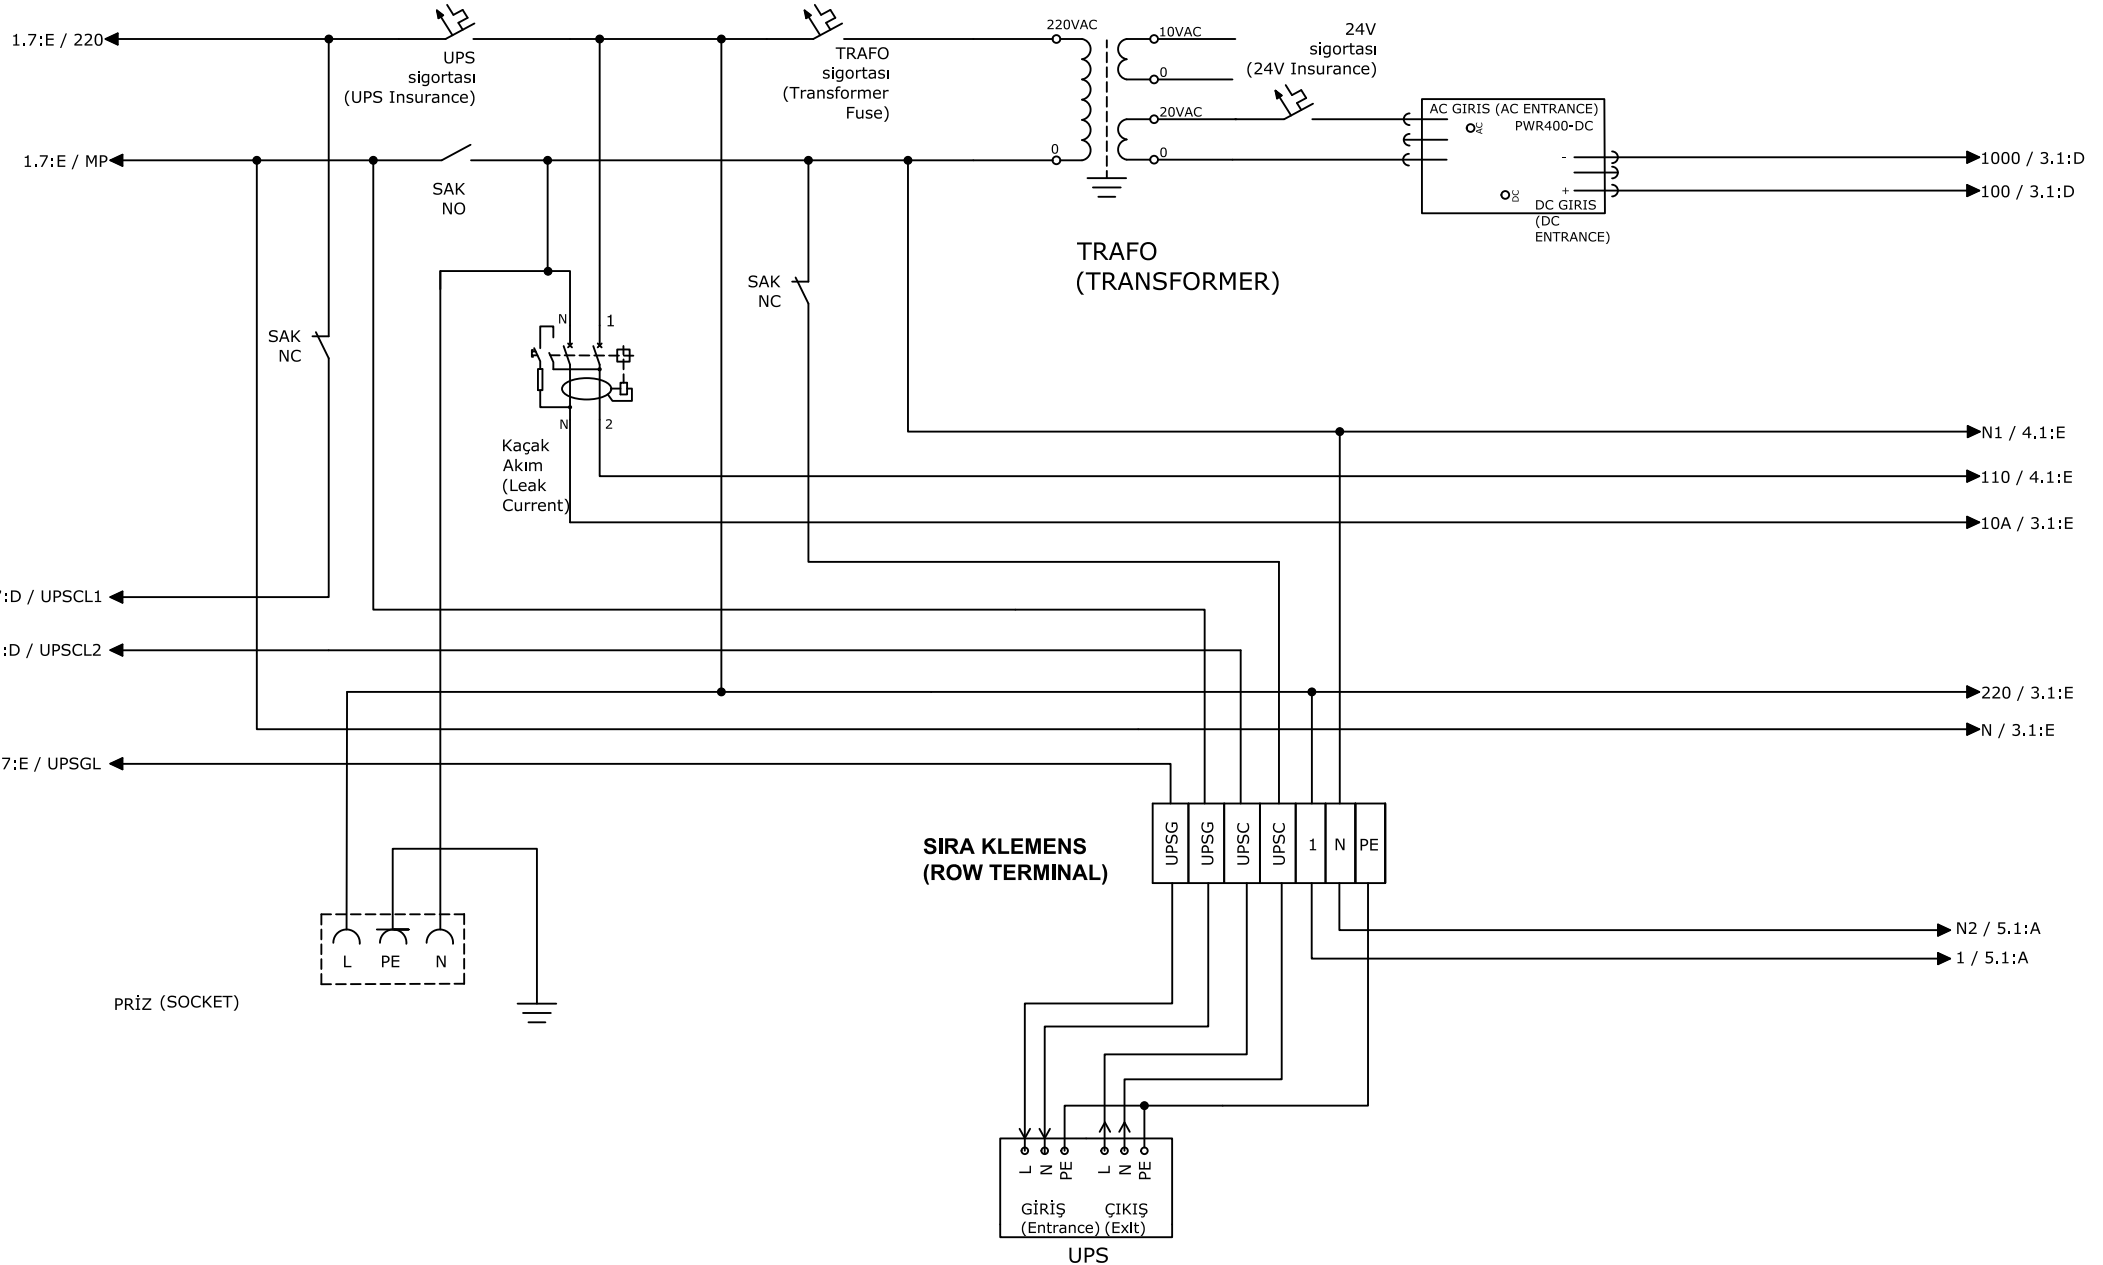 1.7:E / 220
UPS
sigortası
(UPS Insurance)
TRAFO
sigortası
(Transformer
Fuse)
220VAC
0
10VAC
0
20VAC
0
24V
sigortası
(24V Insurance)
AC GIRIS (AC ENTRANCE)
PWR400-DC
AC
-
+
DC
DC GIRIS
(DC
ENTRANCE)
1000 / 3.1:D
100 / 3.1:D
1.7:E / MP
SAK
NO
TRAFO
(TRANSFORMER)
SAK
NC
SAK
NC
N
1
N
2
Kaçak
Akım
(Leak
Current)
N1 / 4.1:E
110 / 4.1:E
10A / 3.1:E
:D / UPSCL1
:D / UPSCL2
220 / 3.1:E
N / 3.1:E
7:E / UPSGL
SIRA KLEMENS
(ROW TERMINAL)
UPSG
UPSG
UPSC
UPSC
1
N
PE
N2 / 5.1:A
1 / 5.1:A
L
PE
N
PRİZ (SOCKET)
L
N
PE
L
N
PE
GİRİŞ
(Entrance)
ÇIKIŞ
(Exit)
UPS